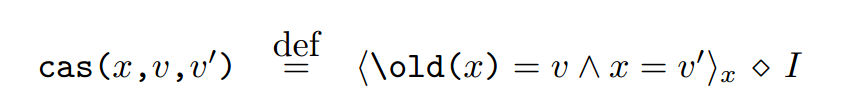 cas(x,v,v′) def= ⟨\old(x) = v ∧ x = v′⟩ₓ ⋄ I